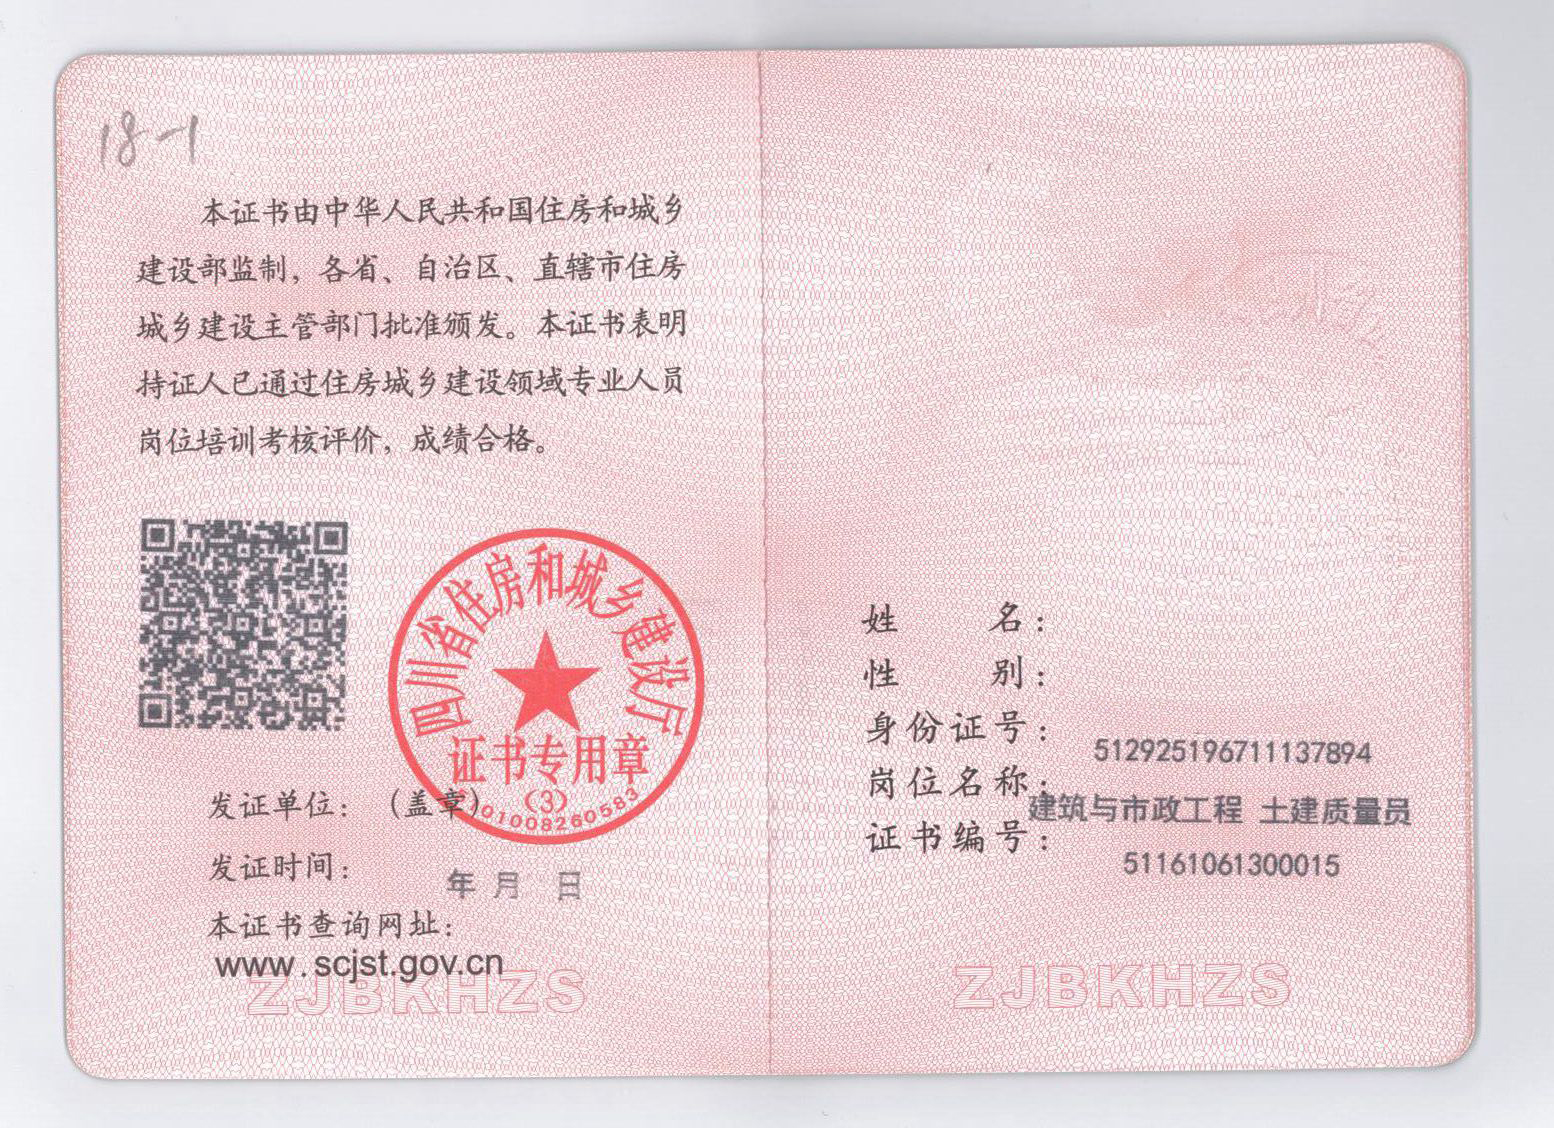 18-1
本证书由中华人民共和国住房和城乡
建设部监制，各省、自治区、直辖市住房
城乡建设主管部门批准颁发。本证书表明
持证人已通过住房城乡建设领域专业人员
岗位培训考核评价，成绩合格。
四川省住房和城乡建设厅
证书专用章
（3）
01008260583
发证单位：（盖章）
发证时间：
年 月 日
本证书查询网址：
www.scjst.gov.cn
ZJBKHZS
姓 名：
性 别：
身份证号：
512925196711137894
岗位名称：
建筑与市政工程 土建质量员
证书编号：
51161061300015
ZJBKHZS